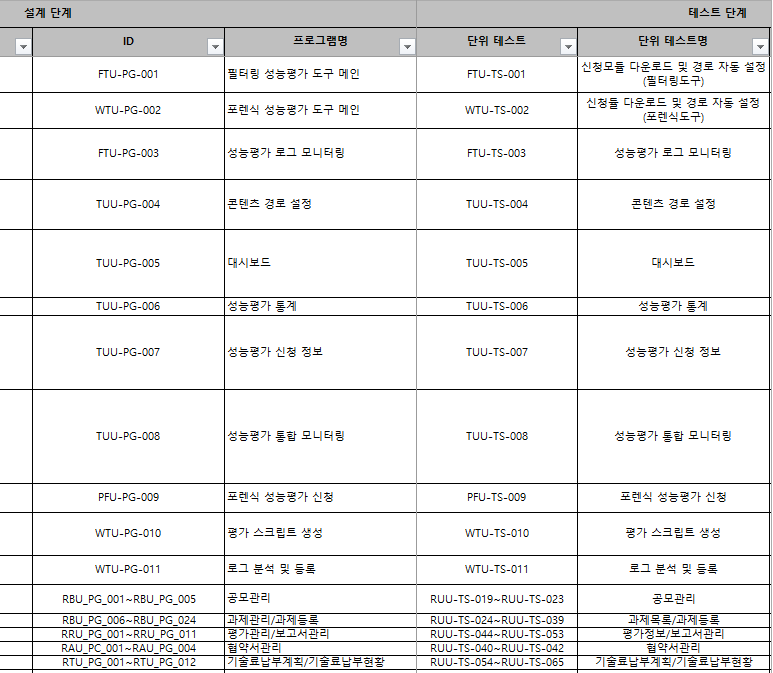 설계 단계 테스트 단계
ID 프로그램명 단위 테스트 단위 테스트명
FTU-PG-001 필터링 성능평가 도구 메인 FTU-TS-001 신청모듈 다운로드 및 경로 자동 설정
(필터링도구)
WTU-PG-002 포렌식 성능평가 도구 메인 WTU-TS-002 신청틀 다운로드 및 경로 자동 설정
(포렌식도구)
FTU-PG-003 성능평가 로그 모니터링 FTU-TS-003 성능평가 로그 모니터링
TUU-PG-004 콘텐츠 경로 설정 TUU-TS-004 콘텐츠 경로 설정
TUU-PG-005 대시보드 TUU-TS-005 대시보드
TUU-PG-006 성능평가 통계 TUU-TS-006 성능평가 통계
TUU-PG-007 성능평가 신청 정보 TUU-TS-007 성능평가 신청 정보
TUU-PG-008 성능평가 통합 모니터링 TUU-TS-008 성능평가 통합 모니터링
PFU-PG-009 포렌식 성능평가 신청 PFU-TS-009 포렌식 성능평가 신청
WTU-PG-010 평가 스크립트 생성 WTU-TS-010 평가 스크립트 생성
WTU-PG-011 로그 분석 및 등록 WTU-TS-011 로그 분석 및 등록
RBU_PG_001~RBU_PG_005 공모관리 RUU-TS-019~RUU-TS-023 공모관리
RBU_PG_006~RBU_PG_024 과제관리/과제등록 RUU-TS-024~RUU-TS-039 과제목록/과제등록
RRU_PG_001~RRU_PG_011 평가관리/보고서관리 RUU-TS-044~RUU-TS-053 평가정보/보고서관리
RAU_PC_001~RAU_PG_004 협약서관리 RUU-TS-040~RUU-TS-042 협약서관리
RTU_PG_001~RTU_PG_012 기술료납부계획/기술료납부현황 RUU-TS-054~RUU-TS-065 기술료납부계획/기술료납부현황